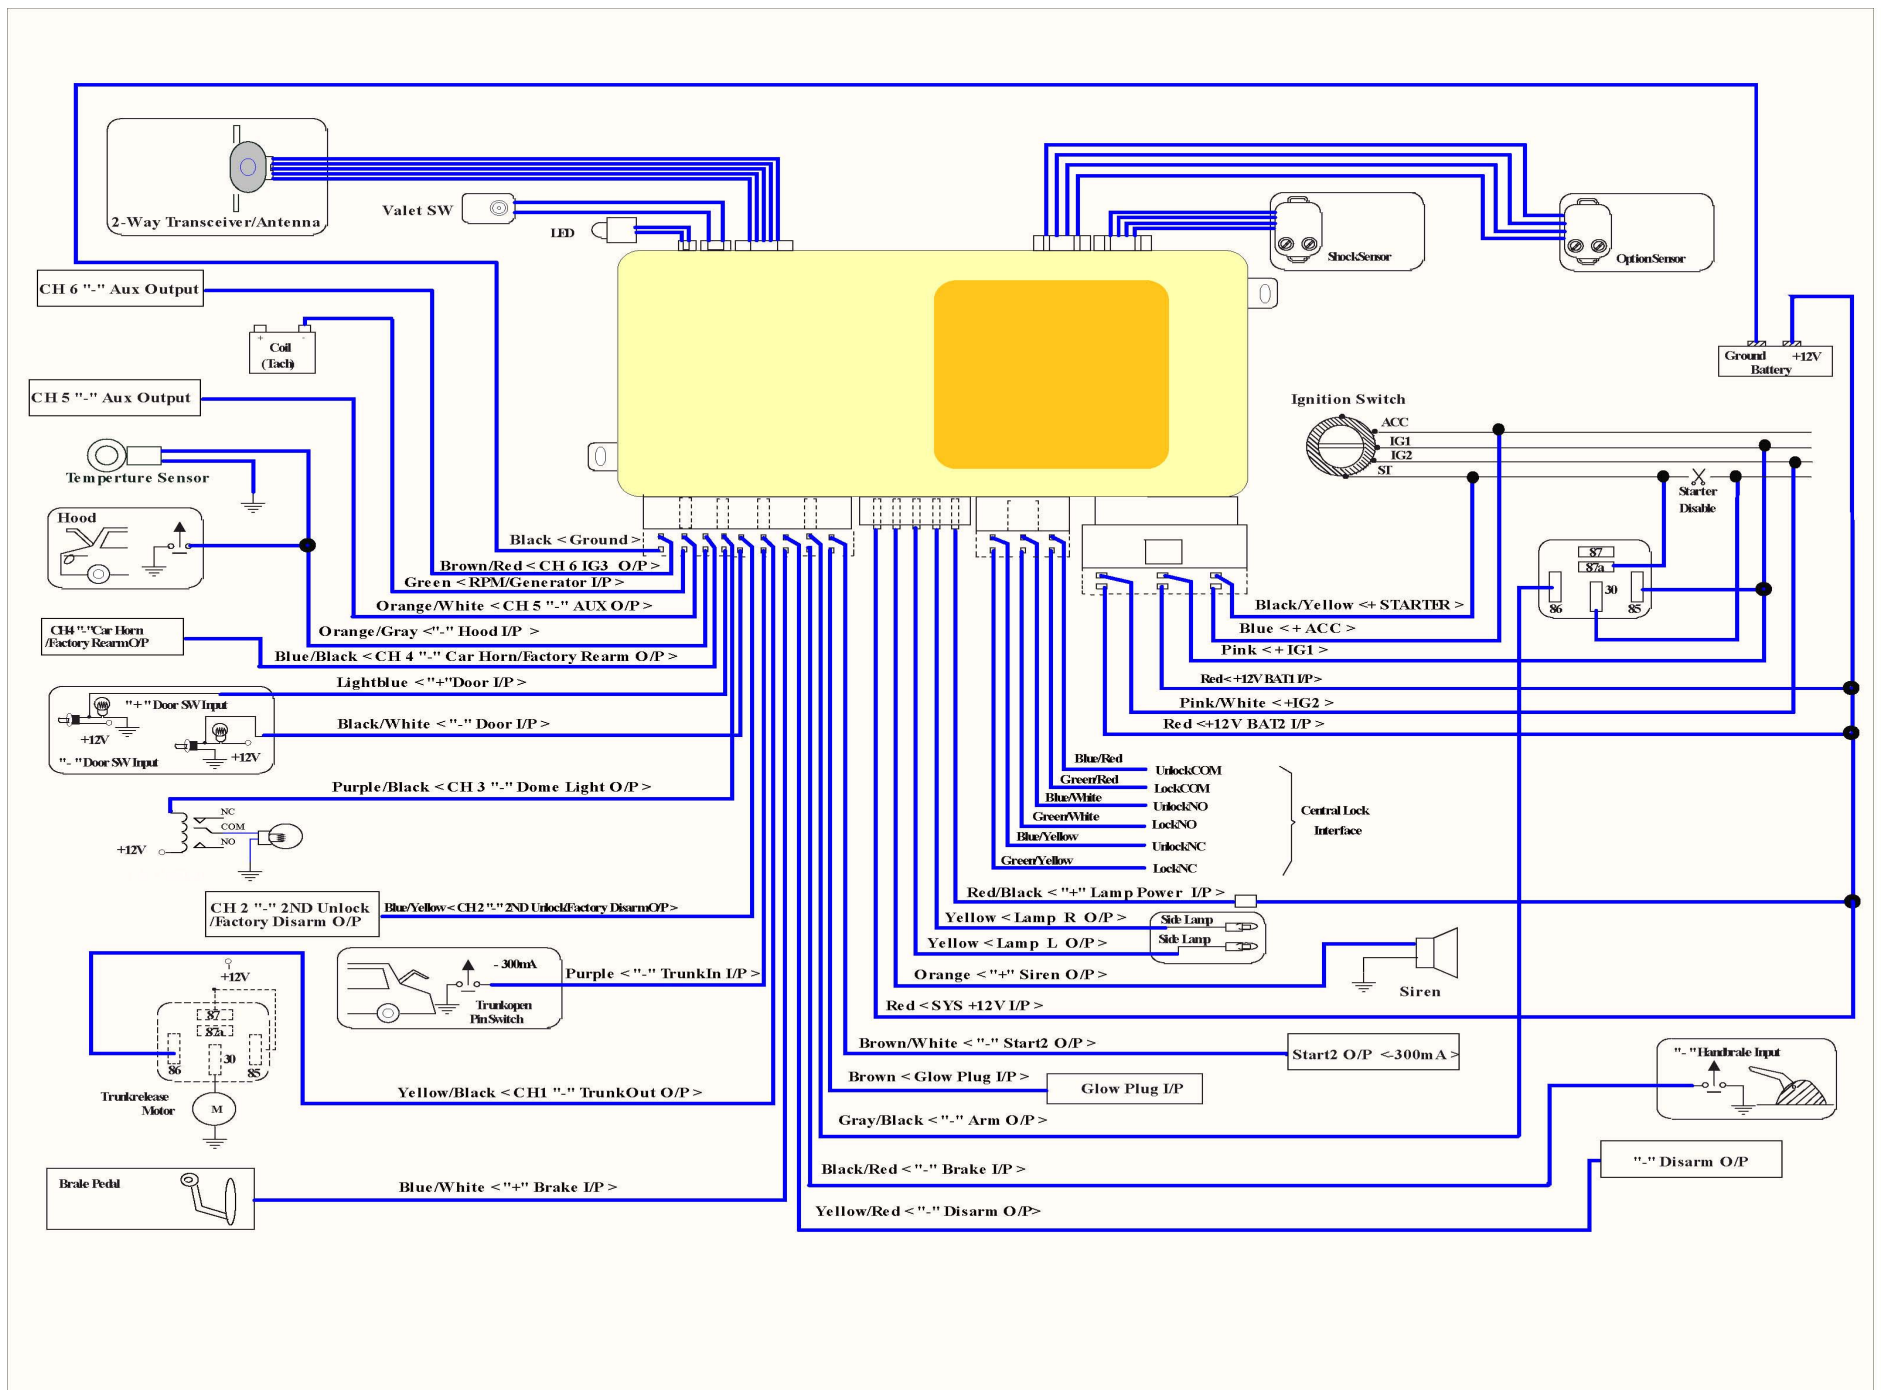 2-Way Transceiver/Antenna
Valet SW
LED
ShockSensor
OptionSensor
CH 6 "-" Aux Output
+ -
Coil
(Tach)
CH 5 "-" Aux Output
Temperture Sensor
Hood
Ground +12V
Battery
Ignition Switch
ACC
IG1
IG2
ST
Starter
Disable
87
87a
30
86
85
Black < Ground >
Brown/Red < CH 6 IG3 O/P >
Green < RPM/Generator I/P >
Orange/White < CH 5 "-" AUX O/P >
Orange/Gray <"-" Hood I/P >
CH4 "-"Car Horn
/Factory Rearm O/P
Blue/Black < CH 4 "-" Car Horn/Factory Rearm O/P >
Lightblue < "+"Door I/P >
"+" Door SW Input
+12V
Black/White < "-" Door I/P >
"-" Door SW Input
+12V
Purple/Black < CH 3 "-" Dome Light O/P >
NC
COM
NO
+12V
CH 2 "-" 2ND Unlock
/Factory Disarm O/P
Blue/Yellow < CH 2 "-" 2ND Unlock/Factory Disarm O/P >
+12V
87
87a
30
86
85
Trunkrelease
Motor
M
- 300mA
Trunkopen
Pin Switch
Purple < "-" TrunkIn I/P >
Yellow/Black < CH1 "-" TrunkOut O/P >
Brale Pedal
Blue/White < "+" Brake I/P >
Black/Yellow <+ STARTER >
Blue < + ACC >
Pink < + IG1 >
Red<+12V BAT1 I/P>
Pink/White <+IG2 >
Red <+12V BAT2 I/P >
Blue/Red
UnlockCOM
Green/Red
LockCOM
Blue/White
UnlockNO
Green/White
LockNO
Blue/Yellow
UnlockNC
Green/Yellow
LockNC
Central Lock
Interface
Red/Black < "+" Lamp Power I/P >
Yellow < Lamp R O/P >
Side Lamp
Yellow < Lamp L O/P >
Side Lamp
Orange < "+" Siren O/P >
Siren
Red < SYS +12V I/P >
Brown/White < "-" Start2 O/P >
Start2 O/P <-300mA >
Brown < Glow Plug I/P >
Glow Plug I/P
Gray/Black < "-" Arm O/P >
"-" Handbrale Input
Black/Red < "-" Brake I/P >
"-" Disarm O/P
Yellow/Red < "-" Disarm O/P>